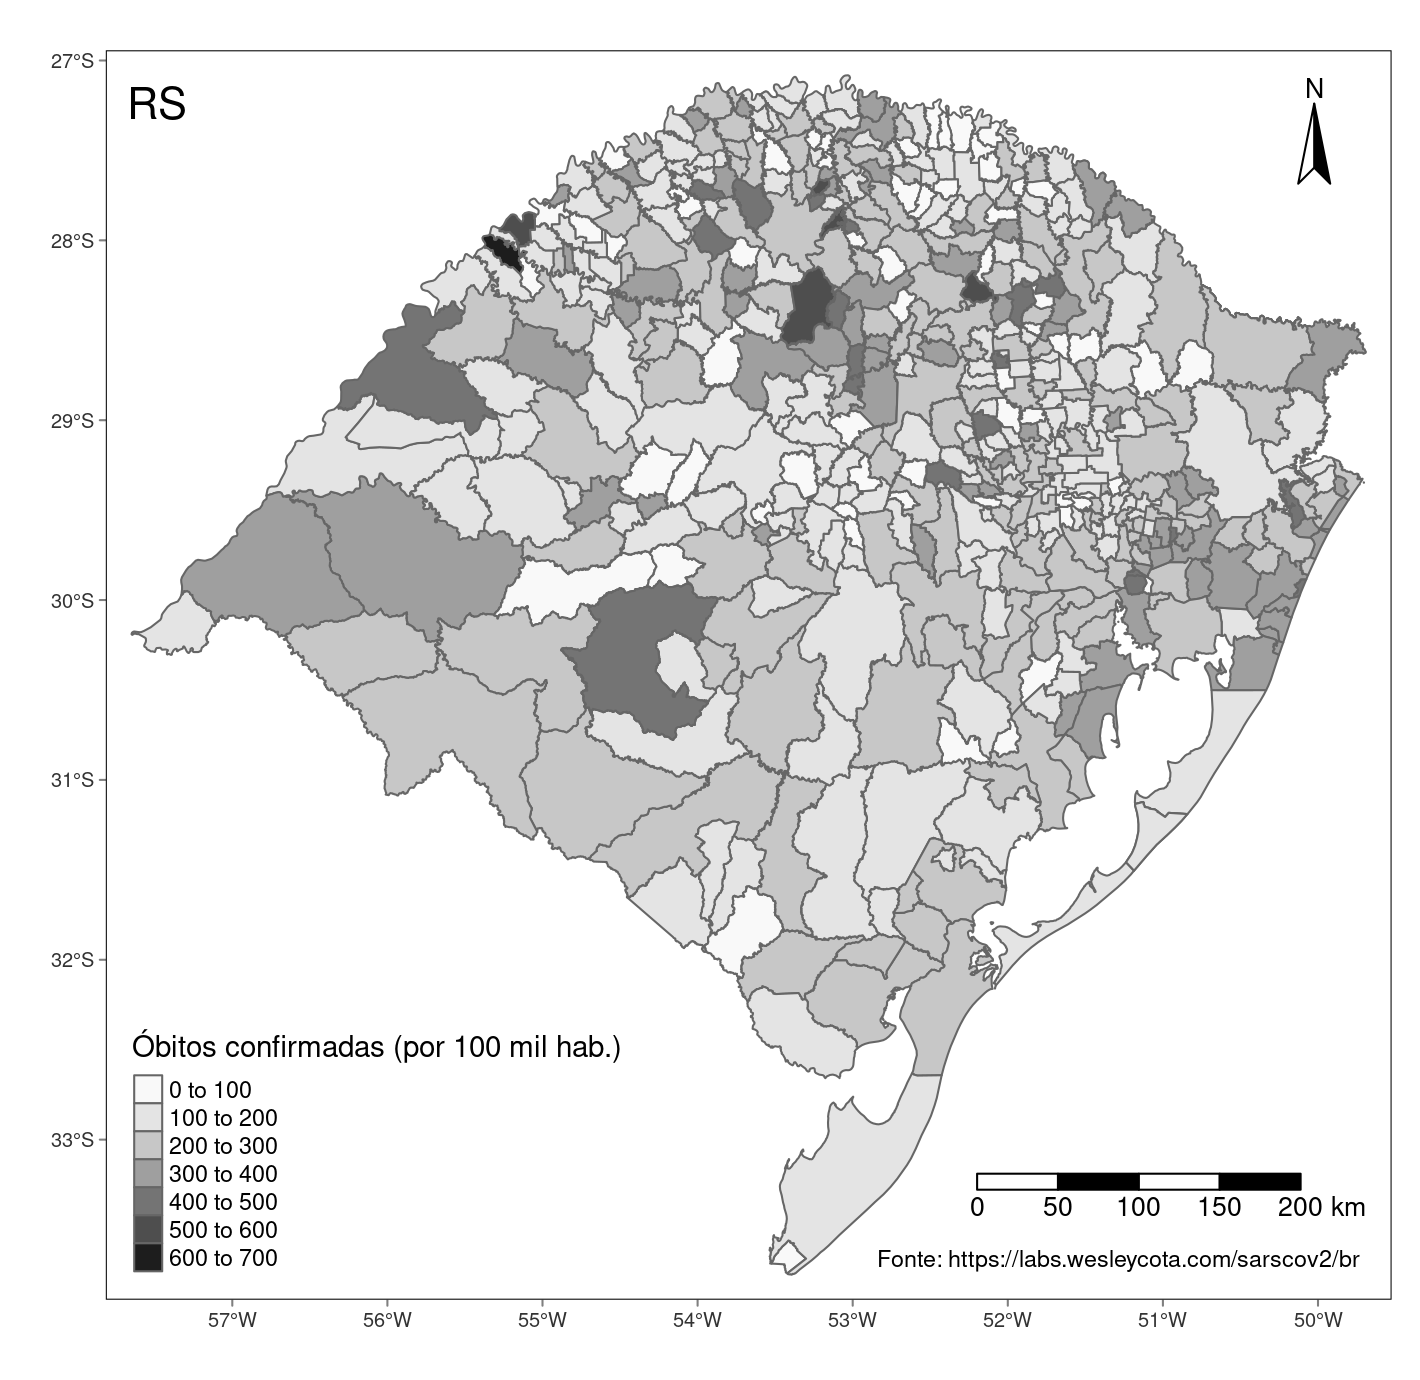 27°S
RS
N
28°S
29°S
30°S
31°S
32°S
33°S
Óbitos confirmadas (por 100 mil hab.)
0 to 100
100 to 200
200 to 300
300 to 400
400 to 500
500 to 600
600 to 700
0 50 100 150 200 km
Fonte: https://labs.wesleycota.com/sarscov2/br
57°W 56°W 55°W 54°W 53°W 52°W 51°W 50°W